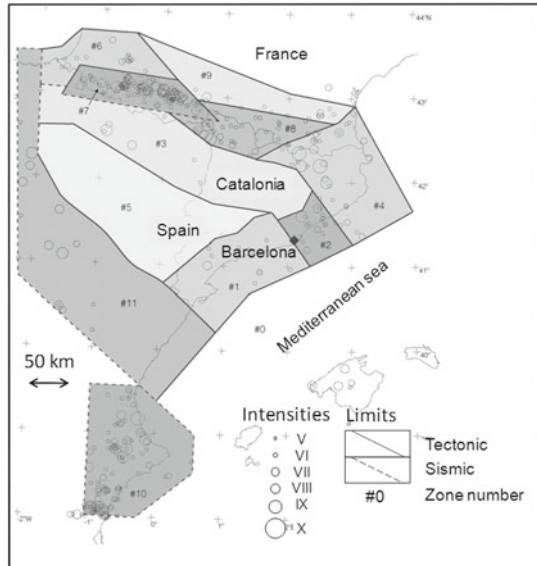 44°N
#6
France
#9
43
#7
#8
#3
42
Catalonia
#4
#5
Spain
Barcelona
#2
41
#11
#1
Mediterranean sea
#0
50 km
40°
Intensities
Limits
V
Tectonic
VI
VII
Sismic
VIII
#10
IX
#0
Zone number
X
-2°W
-1°
0°
1